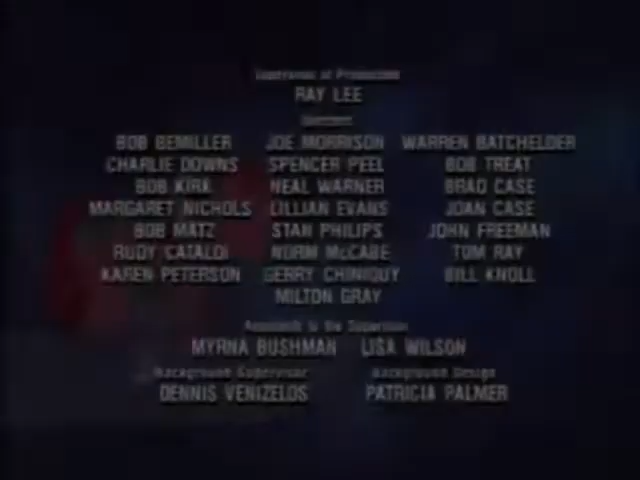 Supervisor of Production
RAY LEE
Animators
BOB BEMILLER JOE MORRISON WARREN BATCHELDER
CHARLIE DOWNS SPENCER PEEL BOB TREAT
BOB KIRK NEAL WARNER BRAD CASE
MARGARET NICHOLS LILLIAN EVANS JOAN CASE
BOB MATZ STAN PHILIPS JOHN FREEMAN
RUDY CATALDI NORM McCABE TOM RAY
KAREN PETERSON GERRY CHINIQUY BILL KNOLL
MILTON GRAY
Assistants to the Supervisor
MYRNA BUSHMAN LISA WILSON
Background Supervisor Background Design
DENNIS VENIZELOS PATRICIA PALMER